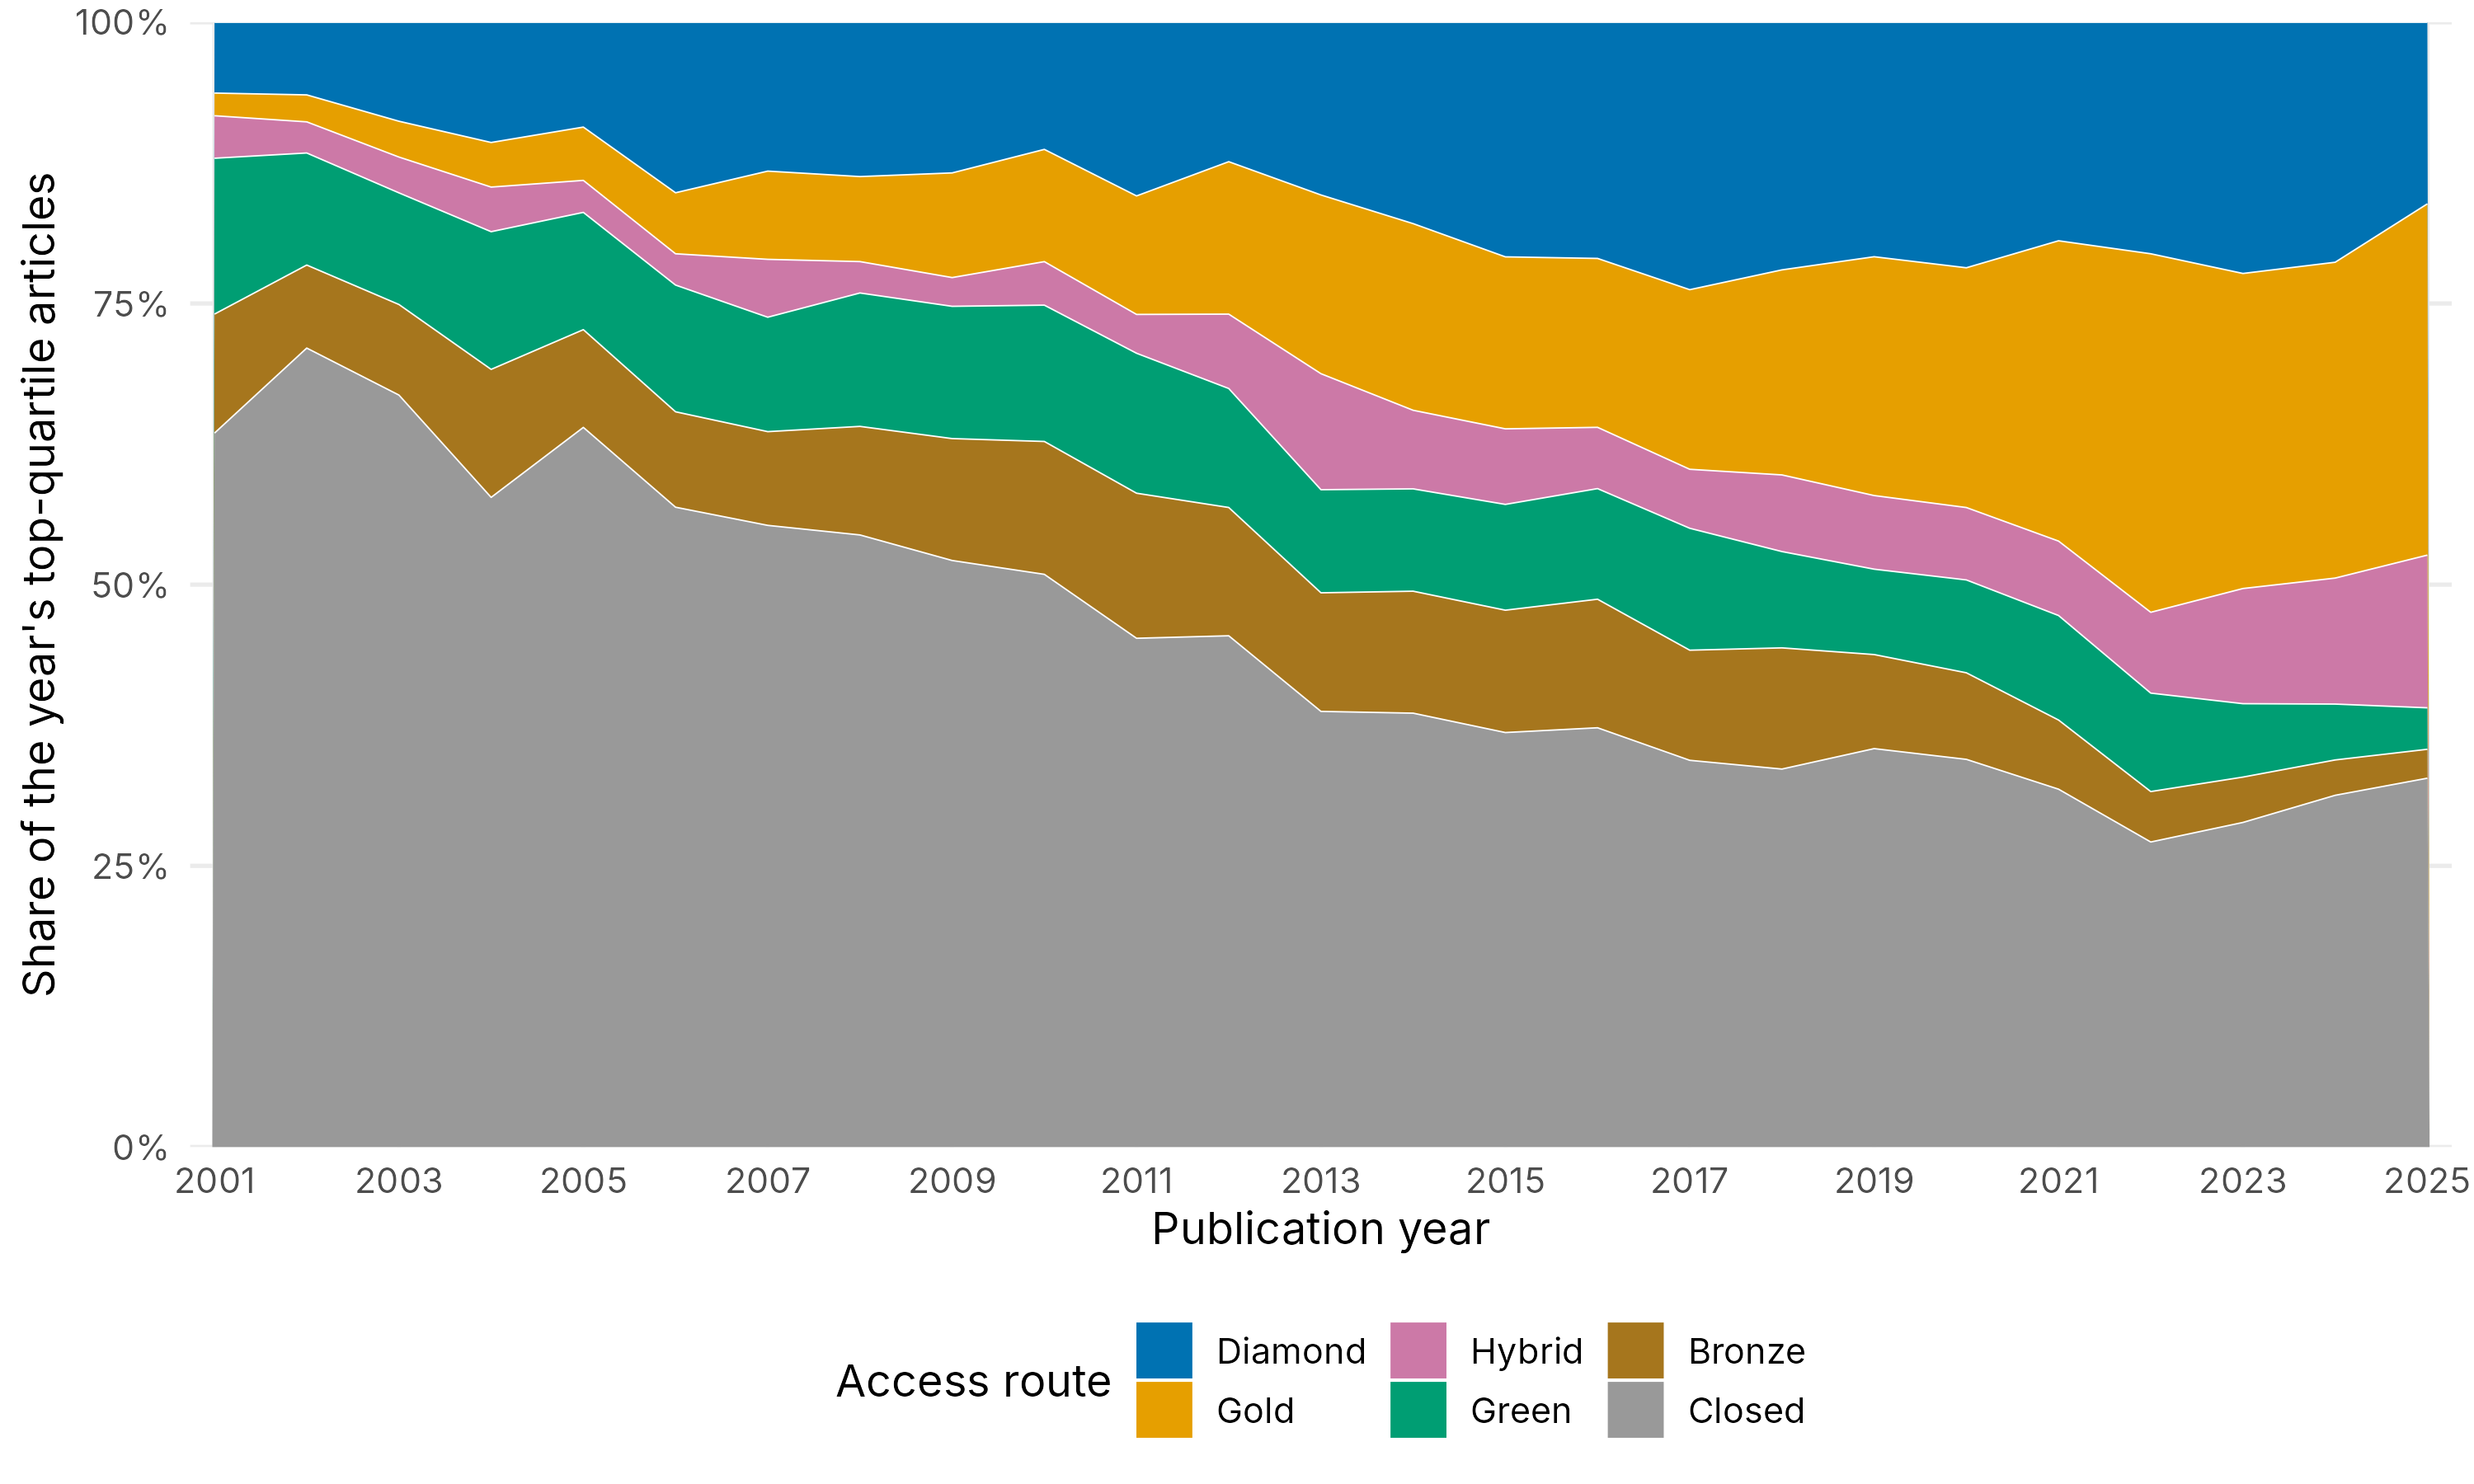 100%
75%
50%
25%
0%
Share of the year's top-quartile articles
2001 2003 2005 2007 2009 2011 2013 2015 2017 2019 2021 2023 2025
Publication year
Access route
Diamond Hybrid Bronze
Gold Green Closed